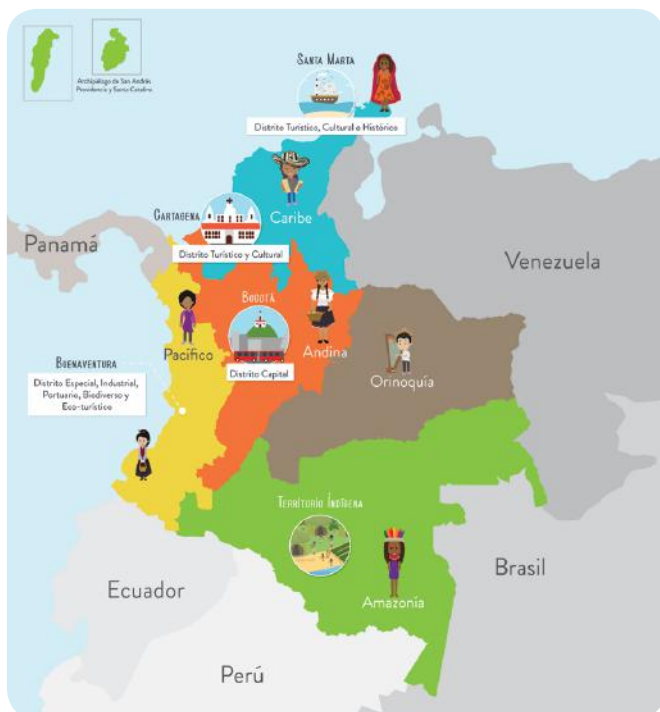 Archipiélago de San Andrés
Providencia y Santa Catalina
Santa Marta
Distrito Turístico, Cultural e Histórico
Caribe
Cartagena
Distrito Turístico y Cultural
Panamá
Venezuela
Bogotá
Distrito Capital
Pacífico
Andina
Orinoquía
Buenaventura
Distrito Especial, Industrial,
Portuario, Biodiverso y
Eco-turístico
Territorio Indígena
Amazonía
Ecuador
Brasil
Perú